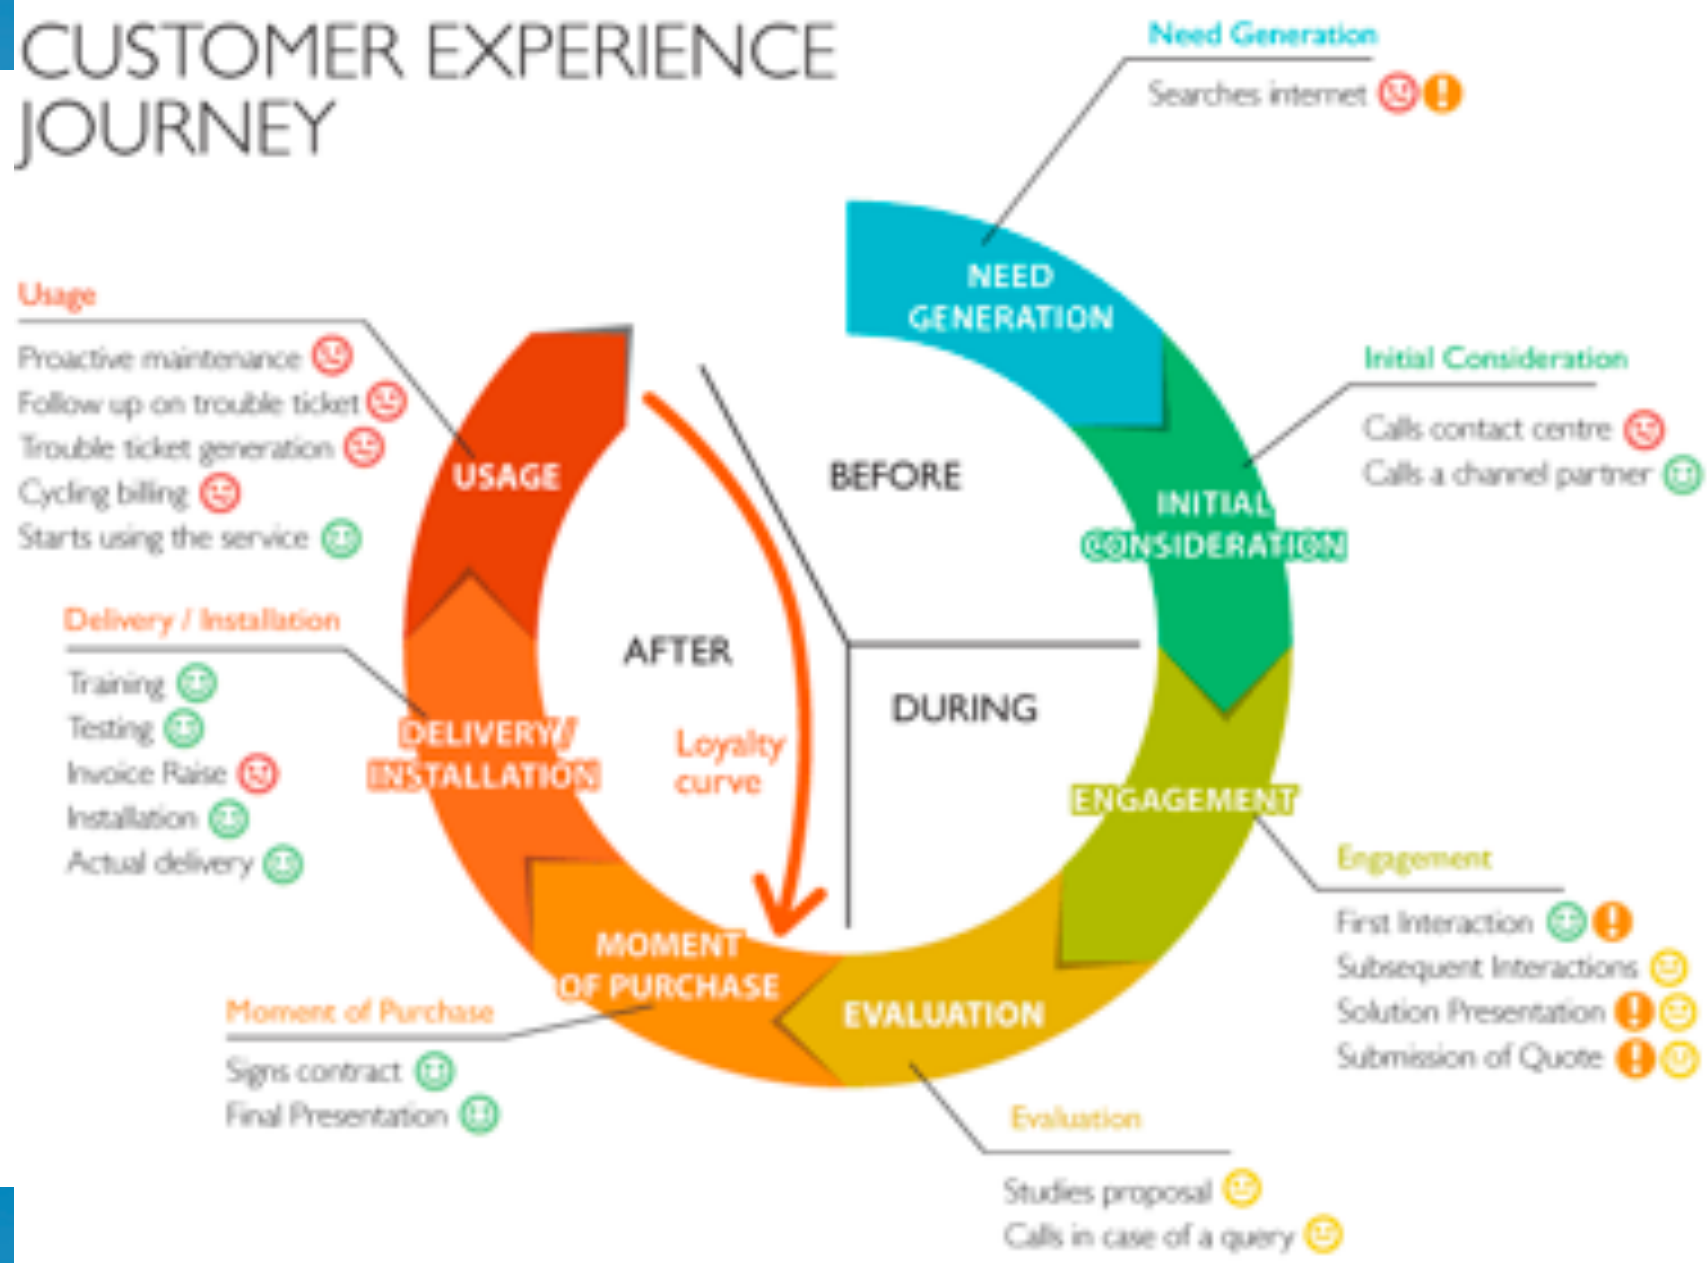 CUSTOMER EXPERIENCE
JOURNEY
Need Generation
Searches internet
NEED
GENERATION
Initial Consideration
Calls contact centre
Calls a channel partner
INITIAL
CONSIDERATION
BEFORE
Usage
Proactive maintenance
Follow up on trouble ticket
Trouble ticket generation
Cycling billing
Starts using the service
USAGE
AFTER
DURING
Loyalty
curve
Delivery / Installation
Training
Testing
Invoice Raise
Installation
Actual delivery
DELIVERY/
INSTALLATION
ENGAGEMENT
Engagement
First Interaction
Subsequent Interactions
Solution Presentation
Submission of Quote
MOMENT
OF PURCHASE
EVALUATION
Moment of Purchase
Signs contract
Final Presentation
Evaluation
Studies proposal
Calls in case of a query